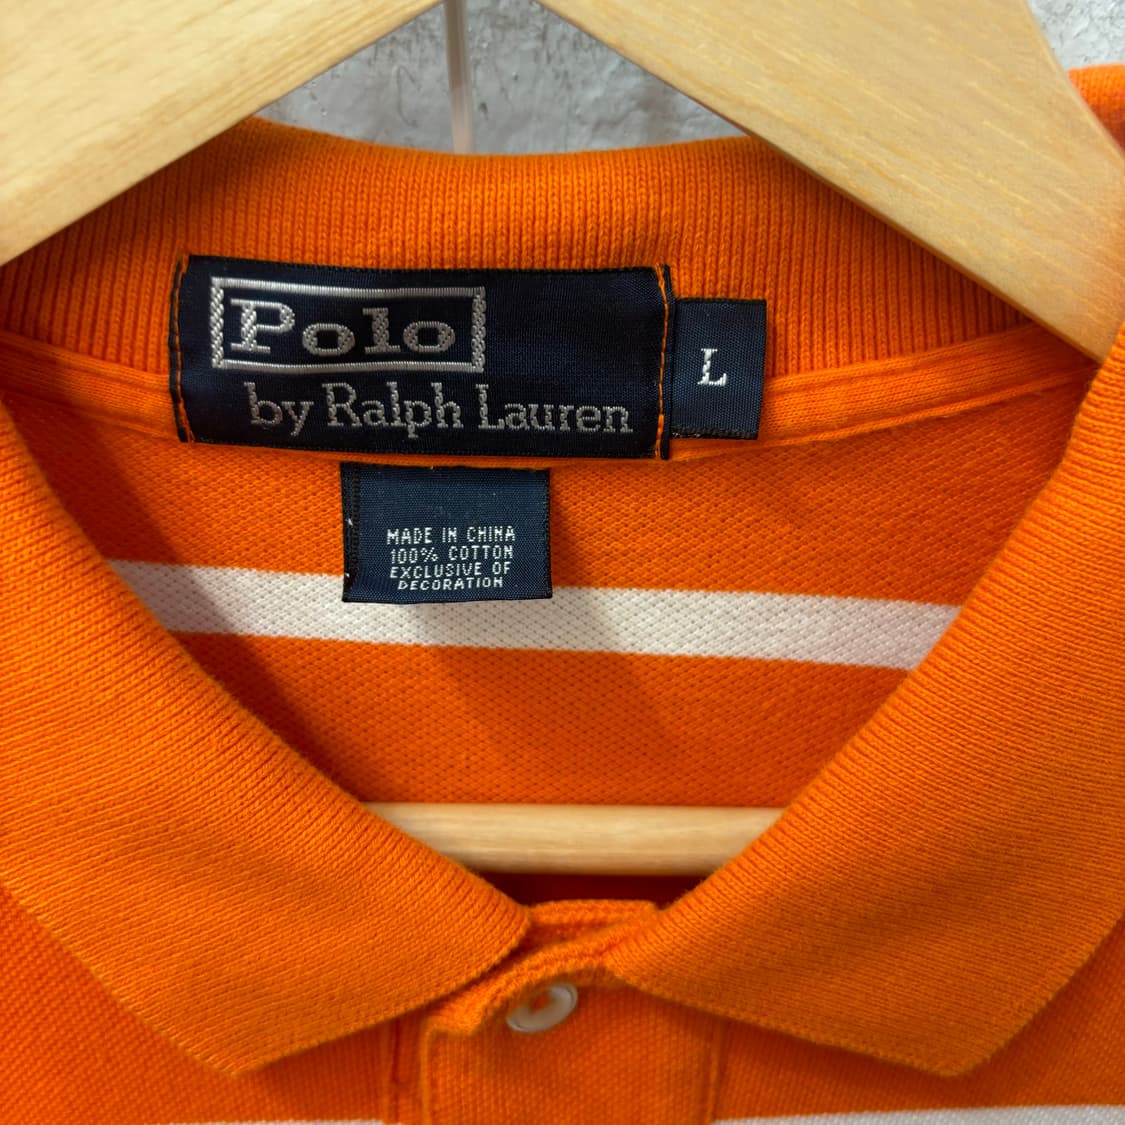 Polo
by Ralph Lauren
L
MADE IN CHINA
100% COTTON
EXCLUSIVE OF
DECORATION